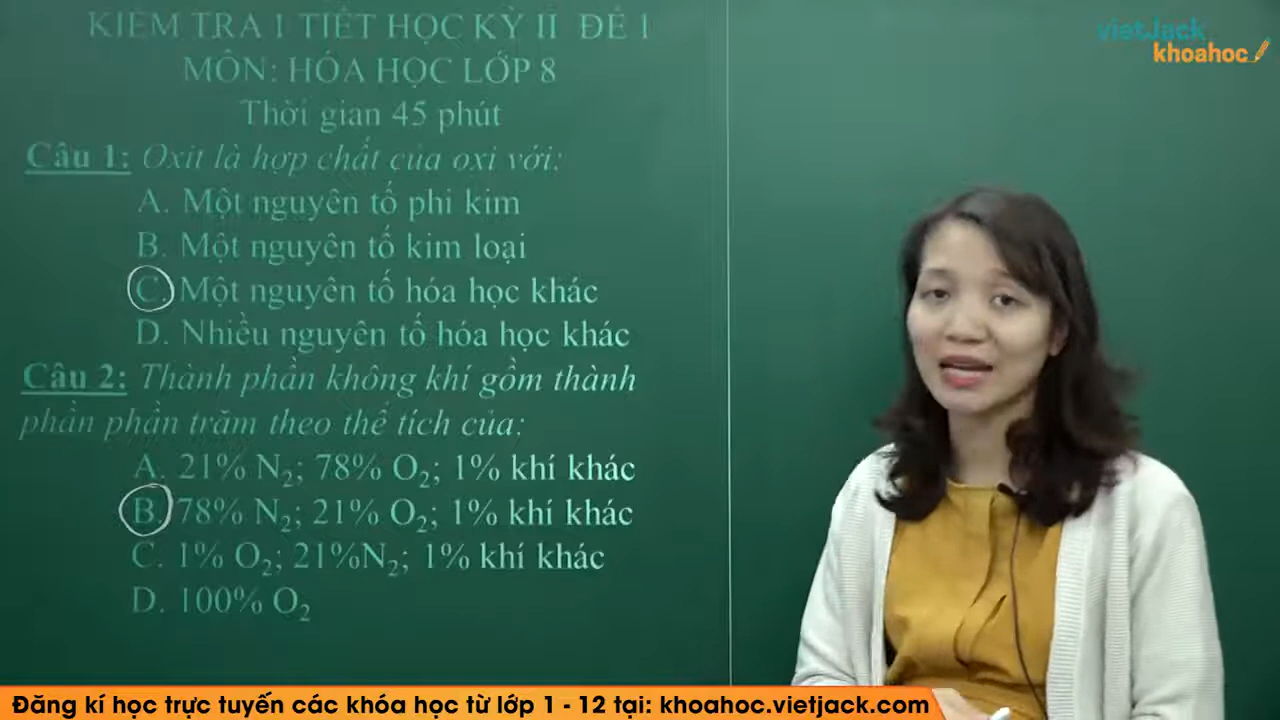 KIỂM TRA 1 TIẾT HỌC KỲ II ĐỀ 1
MÔN: HÓA HỌC LỚP 8
Thời gian 45 phút
Câu 1: Oxit là hợp chất của oxi với:
A. Một nguyên tố phi kim
B. Một nguyên tố kim loại
C. Một nguyên tố hóa học khác
D. Nhiều nguyên tố hóa học khác
Câu 2: Thành phần không khí gồm thành
phần phần trăm theo thể tích của:
A. 21% N₂; 78% O₂; 1% khí khác
B. 78% N₂; 21% O₂; 1% khí khác
C. 1% O₂; 21%N₂; 1% khí khác
D. 100% O₂
vietJack
khoahoc
Đăng kí học trực tuyến các khóa học từ lớp 1 - 12 tại: khoahoc.vietjack.com